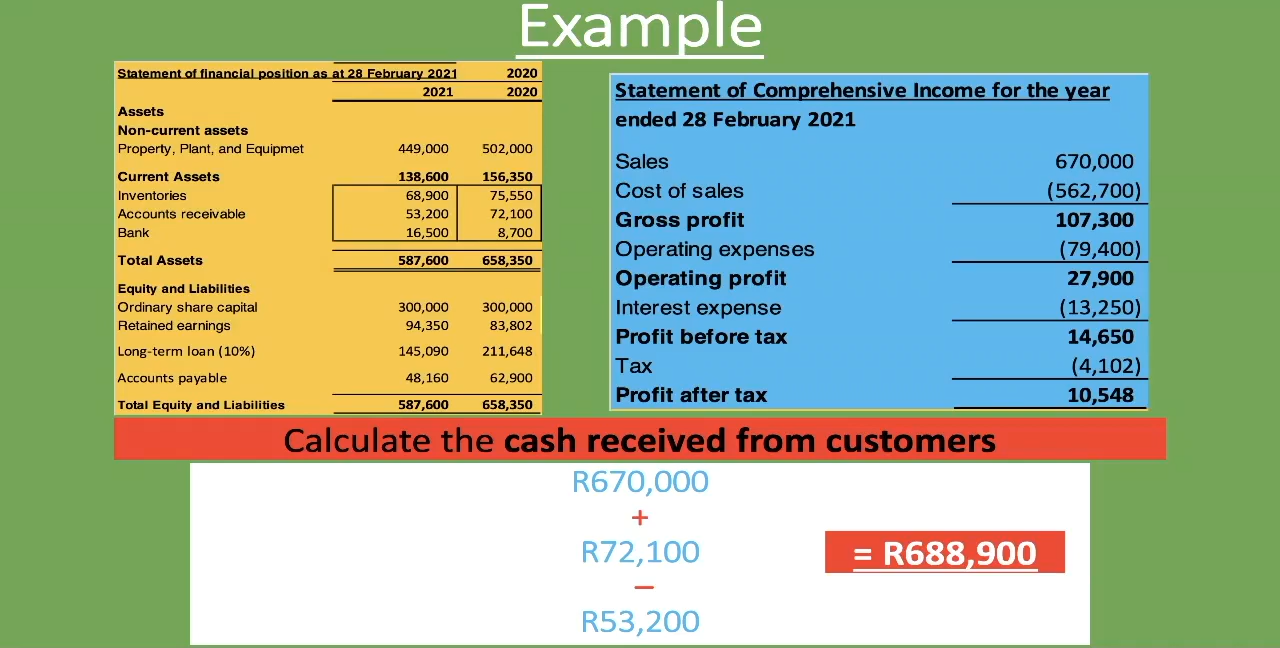 Example
Statement of financial position as at 28 February 2021 2020
2021 2020
Assets
Non-current assets
Property, Plant, and Equipmet 449,000 502,000
Current Assets 138,600 156,350
Inventories 68,900 75,550
Accounts receivable 53,200 72,100
Bank 16,500 8,700
Total Assets 587,600 658,350
Equity and Liabilities
Ordinary share capital 300,000 300,000
Retained earnings 94,350 83,802
Long-term loan (10%) 145,090 211,648
Accounts payable 48,160 62,900
Total Equity and Liabilities 587,600 658,350
Statement of Comprehensive Income for the year
ended 28 February 2021
Sales 670,000
Cost of sales (562,700)
Gross profit 107,300
Operating expenses (79,400)
Operating profit 27,900
Interest expense (13,250)
Profit before tax 14,650
Tax (4,102)
Profit after tax 10,548
Calculate the cash received from customers
R670,000
+
R72,100
–
R53,200
= R688,900